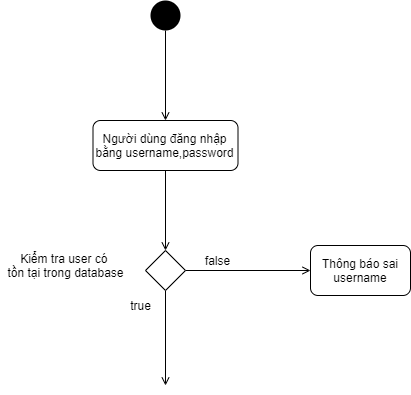 Người dùng đăng nhập
bằng username,password
Kiểm tra user có
tồn tại trong database
false
Thông báo sai
username
true